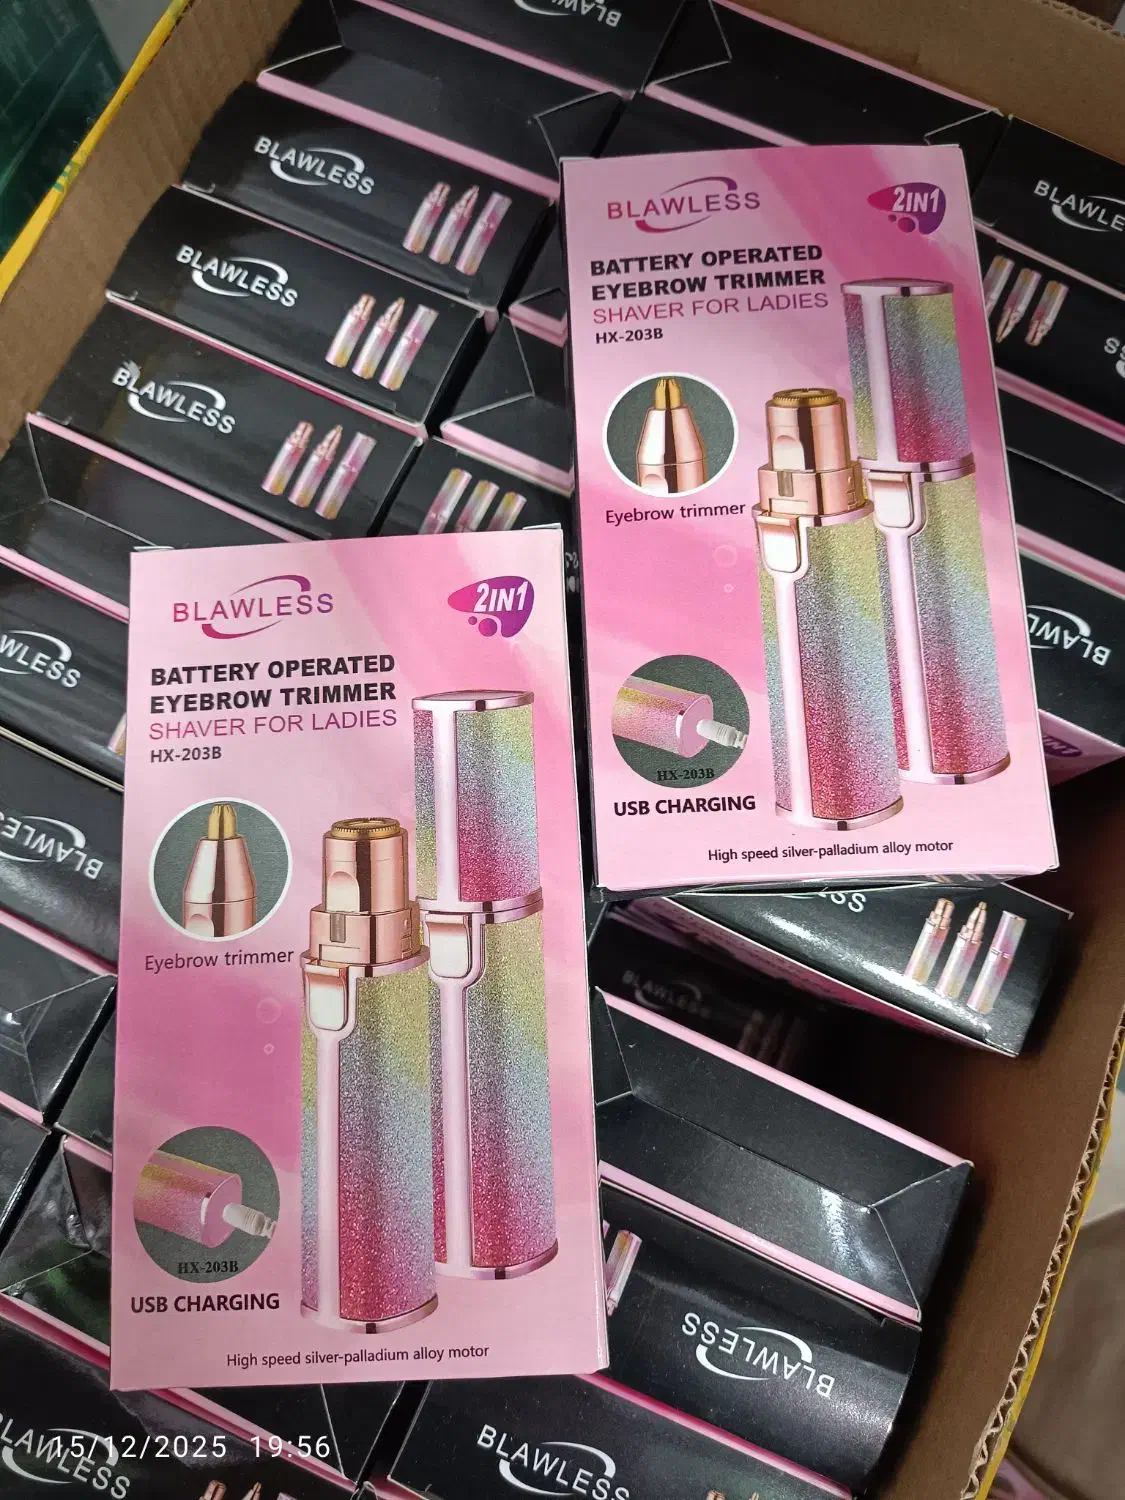 BLAWLESS
BLAWLESS
BLAWLESS
BLAWLESS
BLAWLESS
2IN1
BATTERY OPERATED
EYEBROW TRIMMER
SHAVER FOR LADIES
HX-203B
Eyebrow trimmer
HX-203B
USB CHARGING
High speed silver-palladium alloy motor
BLAWLESS
2IN1
BATTERY OPERATED
EYEBROW TRIMMER
SHAVER FOR LADIES
HX-203B
Eyebrow trimmer
HX-203B
USB CHARGING
High speed silver-palladium alloy motor
BLAWLESS
BLAWLESS
BLAWLESS
15/12/2025 19:56